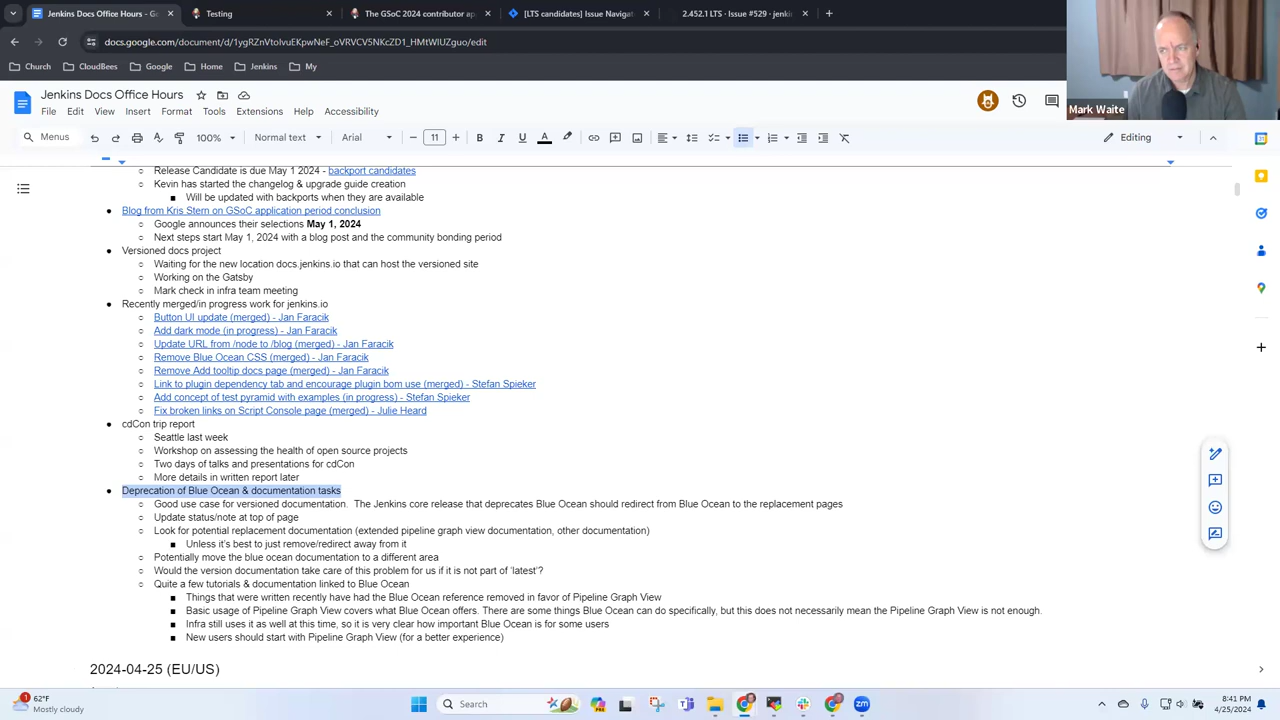 Jenkins Docs Office Hours - G
Testing
The GSoC 2024 contributor ap
[LTS candidates] Issue Navigat
2.452.1 LTS · Issue #529 · jenki
docs.google.com/document/d/1ygRZnVtoIvuEKpwNeF_oVRVCV5NKcZD1_HMtWIUZguo/edit
Church
CloudBees
Google
Home
Jenkins
My
Mark Waite
Jenkins Docs Office Hours
File Edit View Insert Format Tools Extensions Help Accessibility
Menus
100%
Normal text
Arial
11
Editing
Release Candidate is due May 1 2024 - backport candidates
Kevin has started the changelog & upgrade guide creation
Will be updated with backports when they are available
Blog from Kris Stern on GSoC application period conclusion
Google announces their selections May 1, 2024
Next steps start May 1, 2024 with a blog post and the community bonding period
Versioned docs project
Waiting for the new location docs.jenkins.io that can host the versioned site
Working on the Gatsby
Mark check in infra team meeting
Recently merged/in progress work for jenkins.io
Button UI update (merged) - Jan Faracik
Add dark mode (in progress) - Jan Faracik
Update URL from /node to /blog (merged) - Jan Faracik
Remove Blue Ocean CSS (merged) - Jan Faracik
Remove Add tooltip docs page (merged) - Jan Faracik
Link to plugin dependency tab and encourage plugin bom use (merged) - Stefan Spieker
Add concept of test pyramid with examples (in progress) - Stefan Spieker
Fix broken links on Script Console page (merged) - Julie Heard
cdCon trip report
Seattle last week
Workshop on assessing the health of open source projects
Two days of talks and presentations for cdCon
More details in written report later
Deprecation of Blue Ocean & documentation tasks
Good use case for versioned documentation. The Jenkins core release that deprecates Blue Ocean should redirect from Blue Ocean to the replacement pages
Update status/note at top of page
Look for potential replacement documentation (extended pipeline graph view documentation, other documentation)
Unless it's best to just remove/redirect away from it
Potentially move the blue ocean documentation to a different area
Would the version documentation take care of this problem for us if it is not part of 'latest'?
Quite a few tutorials & documentation linked to Blue Ocean
Things that were written recently have had the Blue Ocean reference removed in favor of Pipeline Graph View
Basic usage of Pipeline Graph View covers what Blue Ocean offers. There are some things Blue Ocean can do specifically, but this does not necessarily mean the Pipeline Graph View is not enough.
Infra still uses it as well at this time, so it is very clear how important Blue Ocean is for some users
New users should start with Pipeline Graph View (for a better experience)
2024-04-25 (EU/US)
1
62°F
Mostly cloudy
Search
8:41 PM
4/25/2024